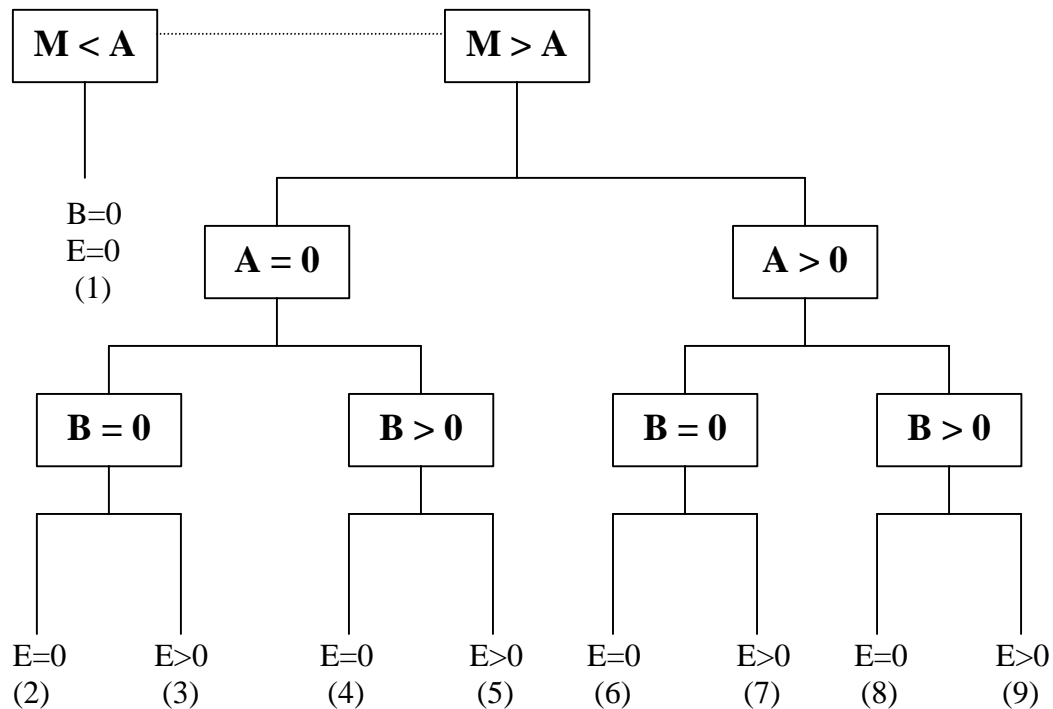 M < A
M > A
B=0
E=0
(1)
A = 0
A > 0
B = 0
B > 0
B = 0
B > 0
E=0
(2)
E>0
(3)
E=0
(4)
E>0
(5)
E=0
(6)
E>0
(7)
E=0
(8)
E>0
(9)